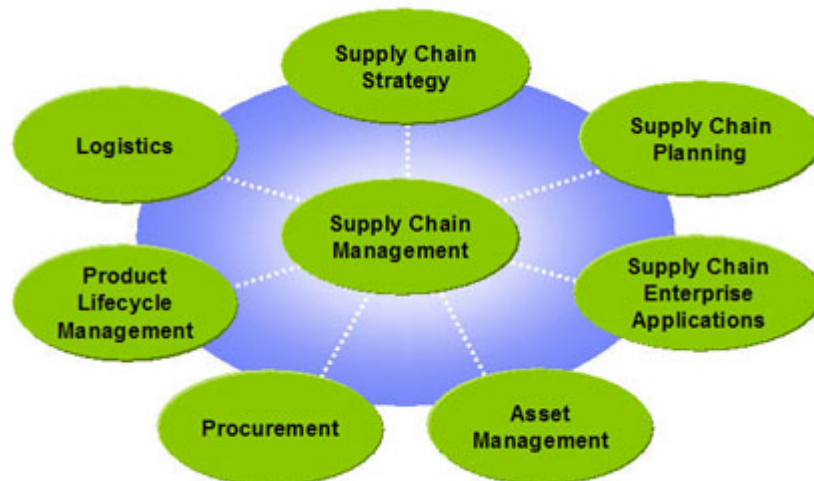 Supply Chain
Strategy
Logistics
Supply Chain
Planning
Supply Chain
Management
Product
Lifecycle
Management
Supply Chain
Enterprise
Applications
Procurement
Asset
Management